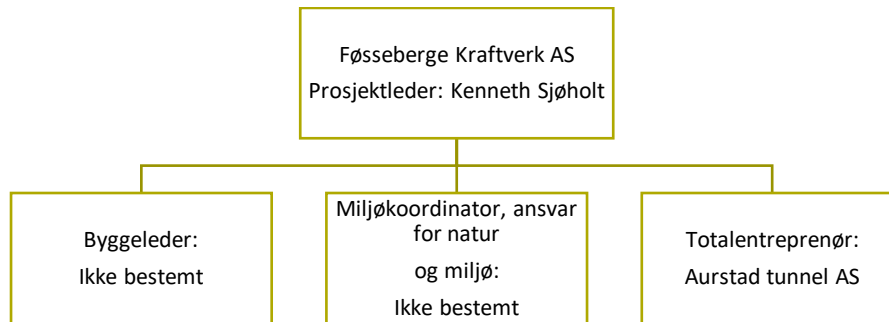 Føsseberge Kraftverk AS
Prosjektleder: Kenneth Sjøholt
Byggeleder:
Ikke bestemt
Miljøkoordinator, ansvar
for natur
og miljø:
Ikke bestemt
Totalentreprenør:
Aurstad tunnel AS